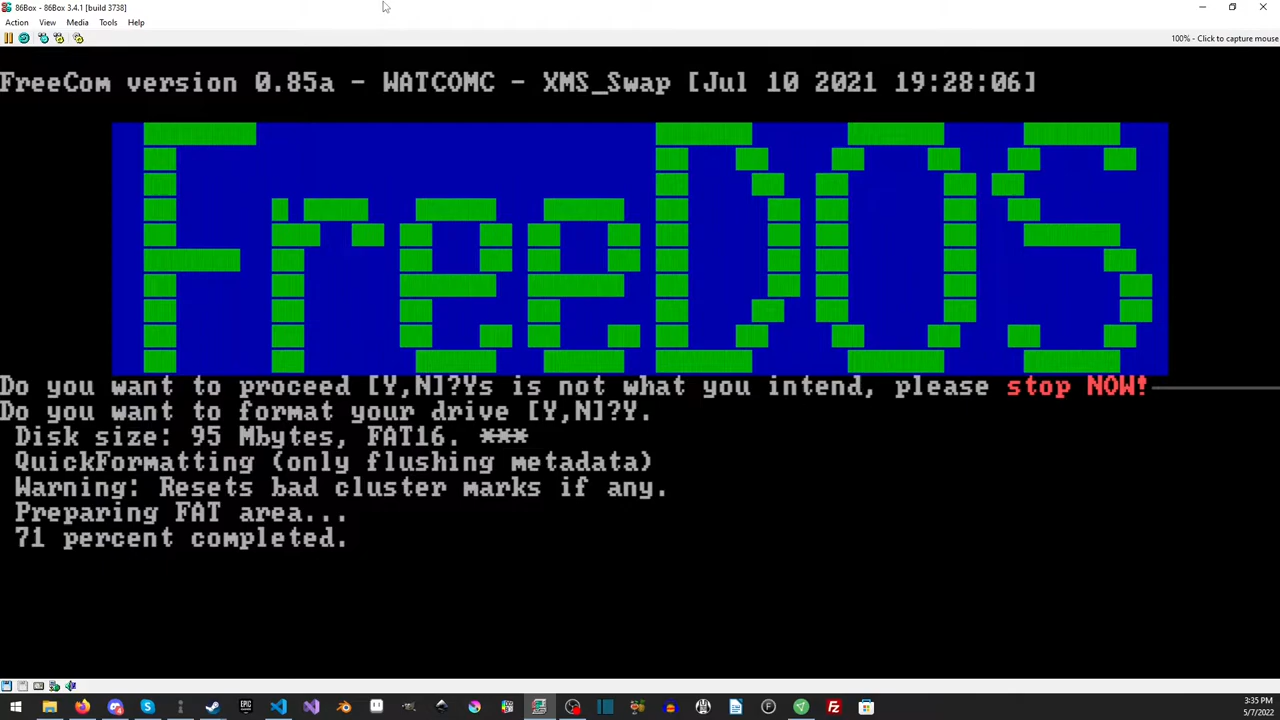 86Box - 86Box 3.4.1 [build 3738]
Action View Media Tools Help
100% - Click to capture mouse
FreeCom version 0.85a - WATCOMC - XMS_Swap [Jul 10 2021 19:28:06]
FreeDOS
Do you want to proceed [Y,N]?Ys is not what you intend, please stop NOW!
Do you want to format your drive [Y,N]?Y.
Disk size: 95 Mbytes, FAT16. ***
QuickFormatting (only flushing metadata)
Warning: Resets bad cluster marks if any.
Preparing FAT area...
71 percent completed.
EPIC
3:35 PM
5/7/2022